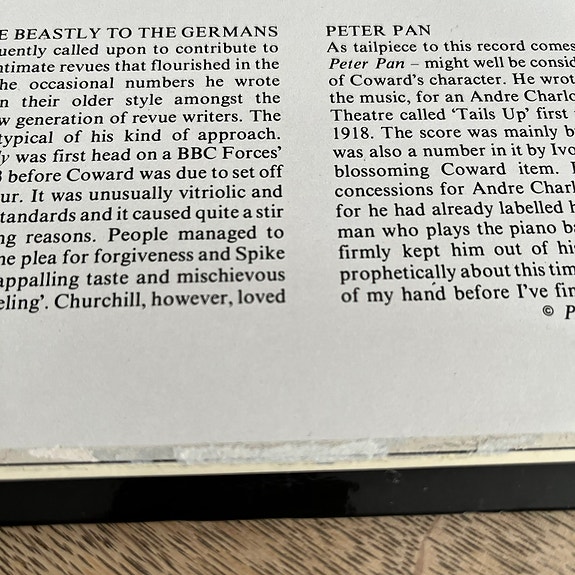 E BEASTLY TO THE GERMANS
uently called upon to contribute to
ntimate revues that flourished in the
he occasional numbers he wrote
n their older style amongst the
w generation of revue writers. The
typical of his kind of approach.
y was first head on a BBC Forces'
3 before Coward was due to set off
ur. It was unusually vitriolic and
standards and it caused quite a stir
ng reasons. People managed to
ne plea for forgiveness and Spike
appalling taste and mischievous
eling'. Churchill, however, loved
PETER PAN
As tailpiece to this record comes
Peter Pan – might well be consid
of Coward's character. He wrot
the music, for an Andre Charlo
Theatre called 'Tails Up' first
1918. The score was mainly b
was also a number in it by Ivo
blossoming Coward item. I
concessions for Andre Charl
for he had already labelled h
man who plays the piano ba
firmly kept him out of his
prophetically about this tim
of my hand before I've fin
© P